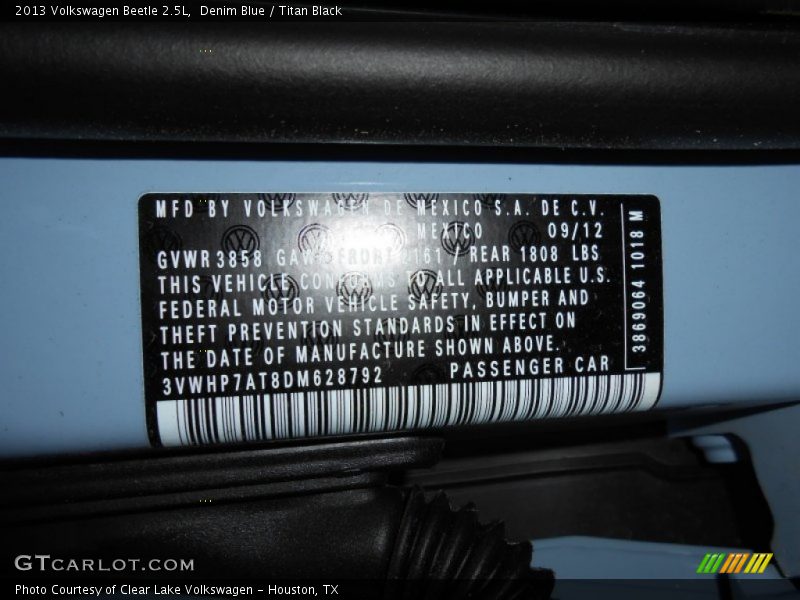 2013 Volkswagen Beetle 2.5L, Denim Blue / Titan Black
MFD BY VOLKSWAGEN DE MEXICO S.A. DE C.V.
MEXICO 09/12
GVWR 3858 GAWR FRONT 2161 / REAR 1808 LBS
THIS VEHICLE CONFORMS TO ALL APPLICABLE U.S.
FEDERAL MOTOR VEHICLE SAFETY, BUMPER AND
THEFT PREVENTION STANDARDS IN EFFECT ON
THE DATE OF MANUFACTURE SHOWN ABOVE.
3VWHP7AT8DM628792 PASSENGER CAR
3869064 1018 M
GTCARLOT.COM
Photo Courtesy of Clear Lake Volkswagen - Houston, TX